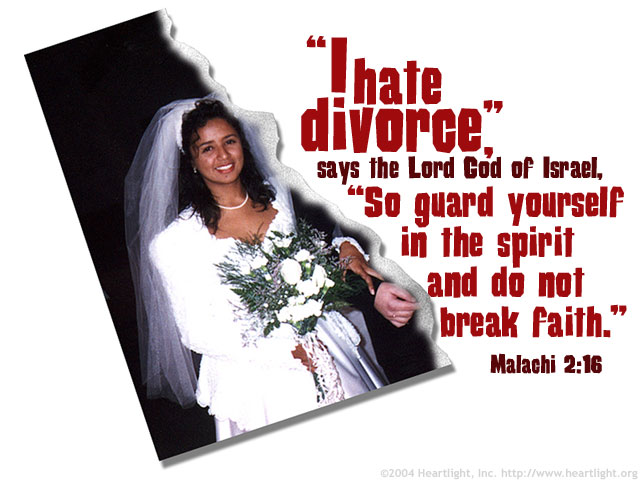 “I hate
divorce,”
says the Lord God of Israel,
“So guard yourself
in the spirit
and do not
break faith.”
Malachi 2:16
©2004 Heartlight, Inc. http://www.heartlight.org